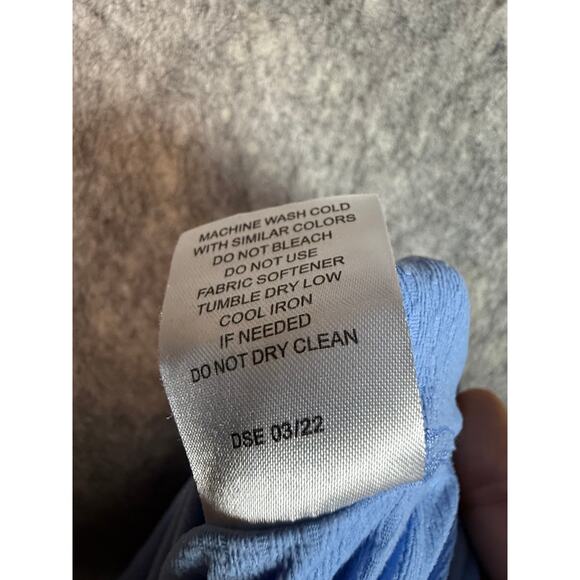 MACHINE WASH COLD
WITH SIMILAR COLORS
DO NOT BLEACH
DO NOT USE
FABRIC SOFTENER
TUMBLE DRY LOW
COOL IRON
IF NEEDED
DO NOT DRY CLEAN
DSE 03/22